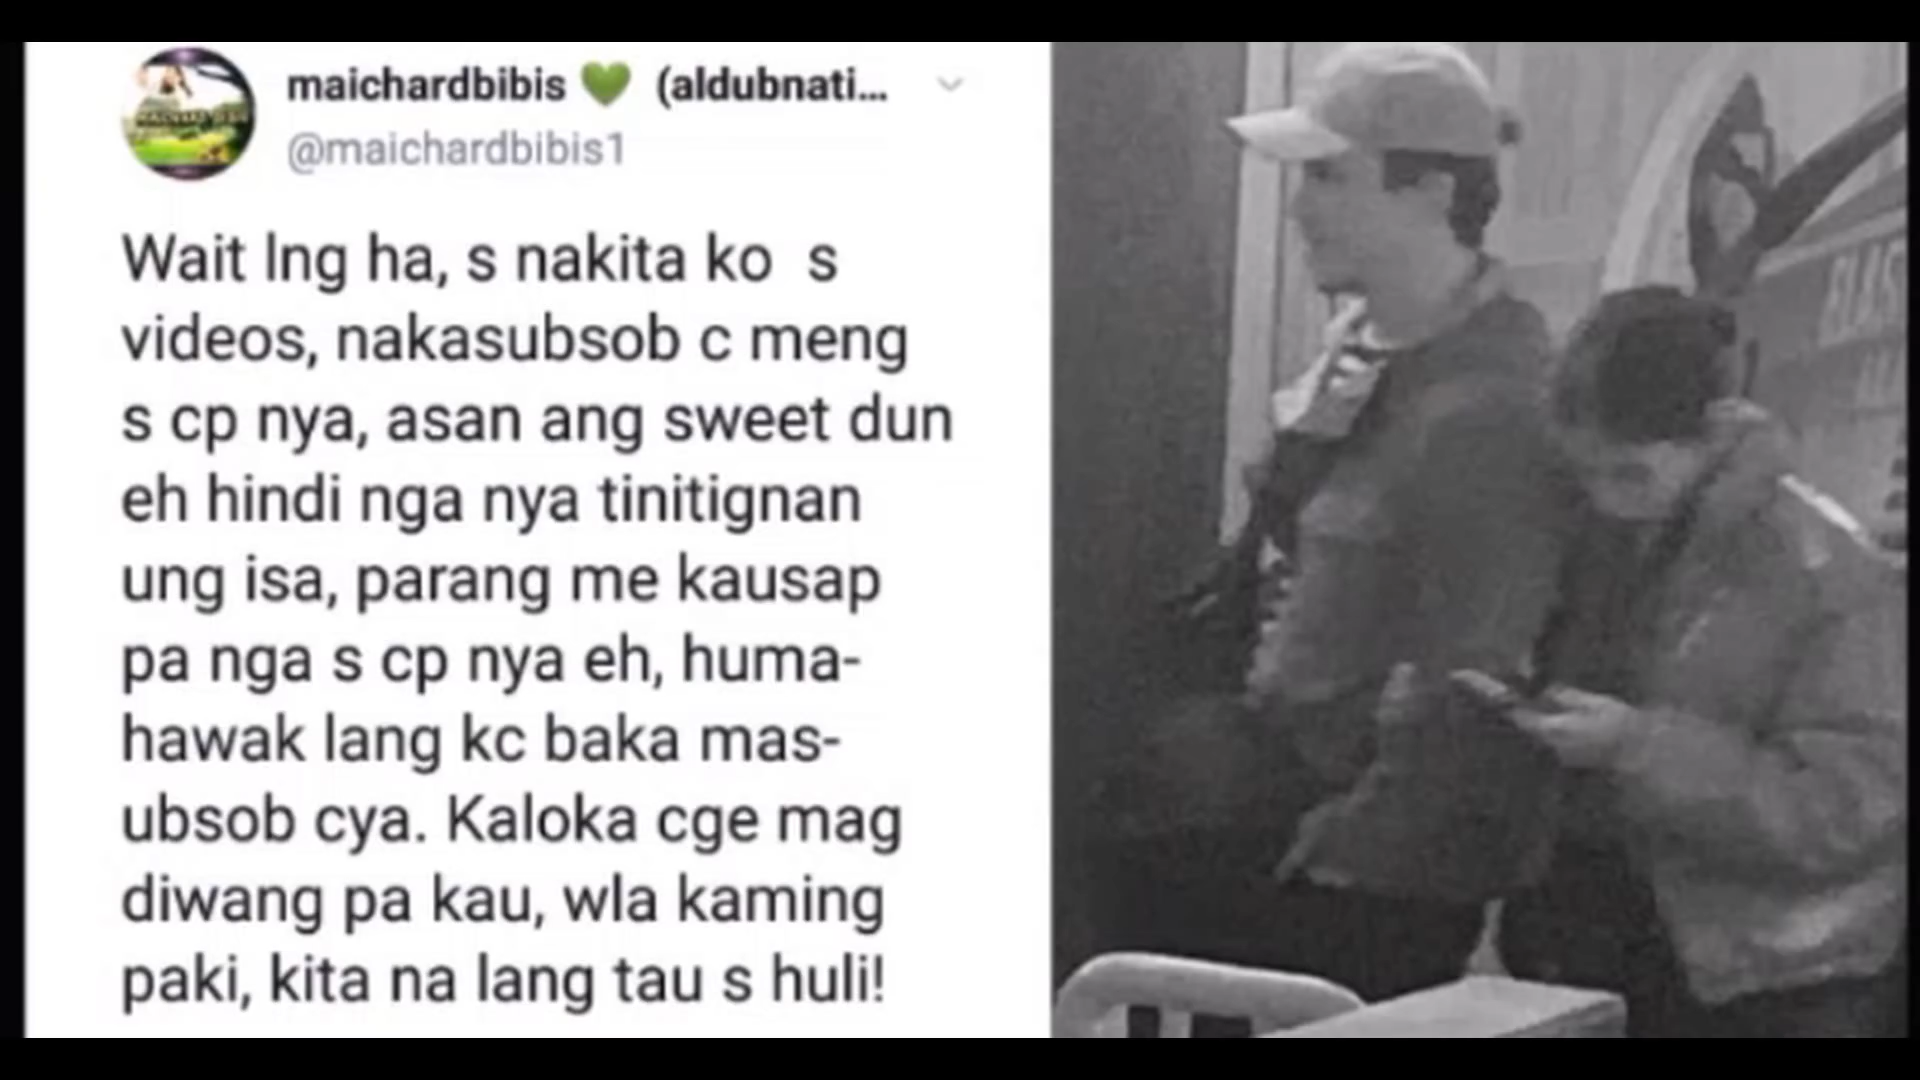 maichardbibis 💚 (aldubnati...
@maichardbibis1
Wait lng ha, s nakita ko s
videos, nakasubsob c meng
s cp nya, asan ang sweet dun
eh hindi nga nya tinitignan
ung isa, parang me kausap
pa nga s cp nya eh, huma-
hawak lang kc baka mas-
ubsob cya. Kaloka cge mag
diwang pa kau, wla kaming
paki, kita na lang tau s huli!